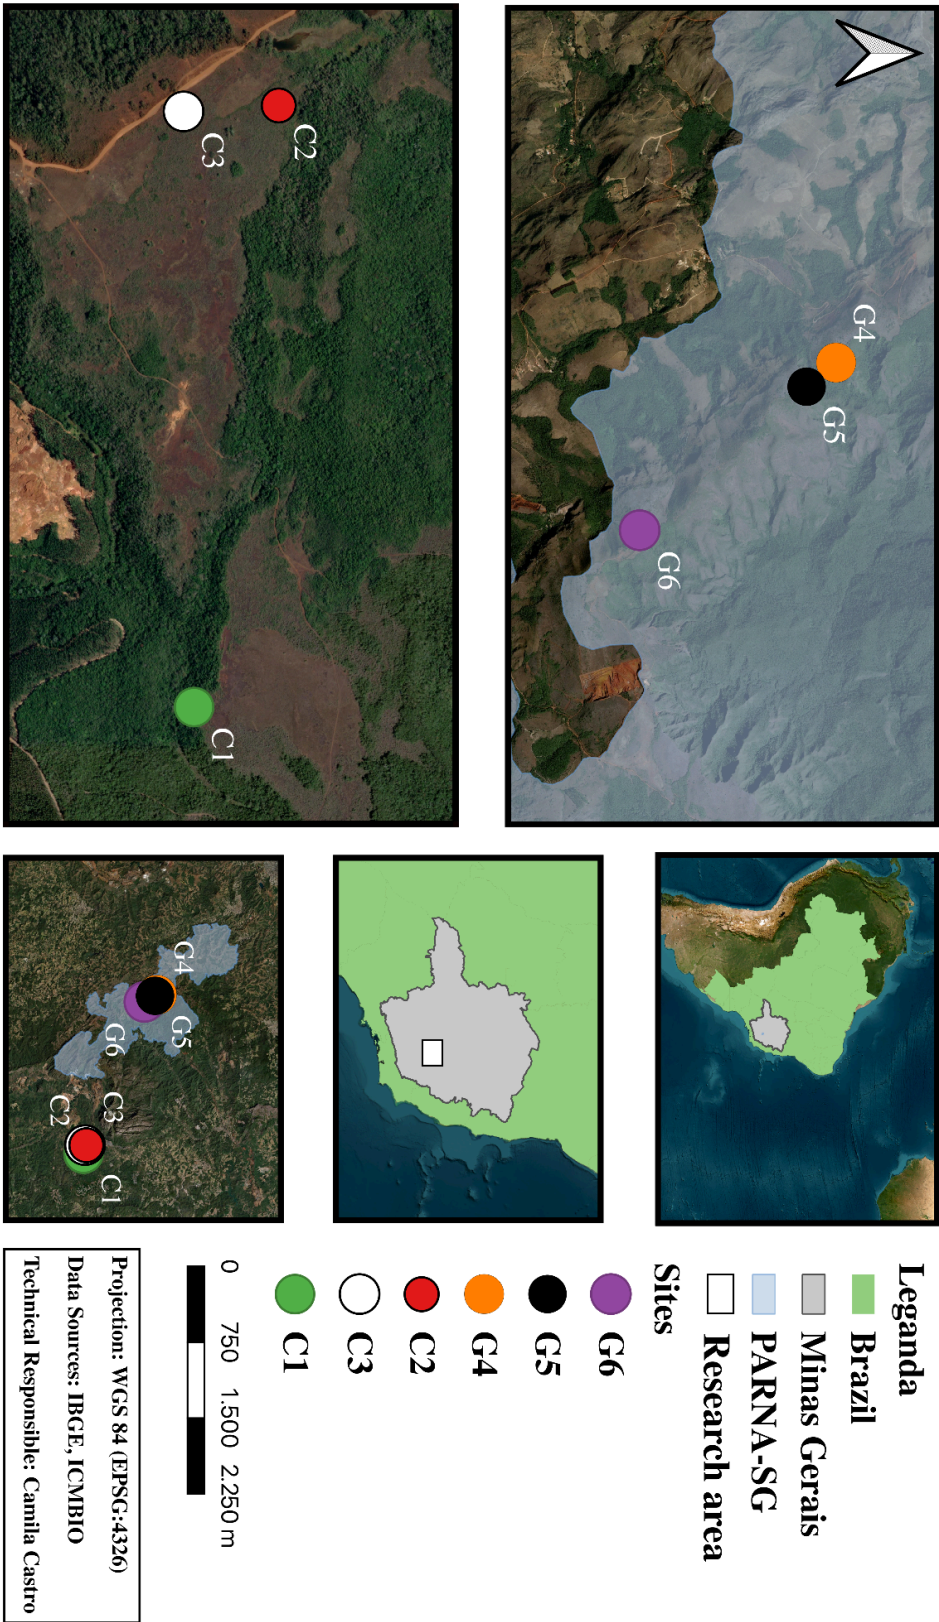 G4
G5
G6
C2
C3
C1
G4
G5
G6
C3
C2
C1
Leganda
Brazil
Minas Gerais
PARNA-SG
Research area
Sites
G6
G5
G4
C2
C3
C1
0 750 1.500 2.250 m
Projection: WGS 84 (EPSG:4326)
Data Sources: IBGE, ICMBIO
Technical Responsible: Camila Castro